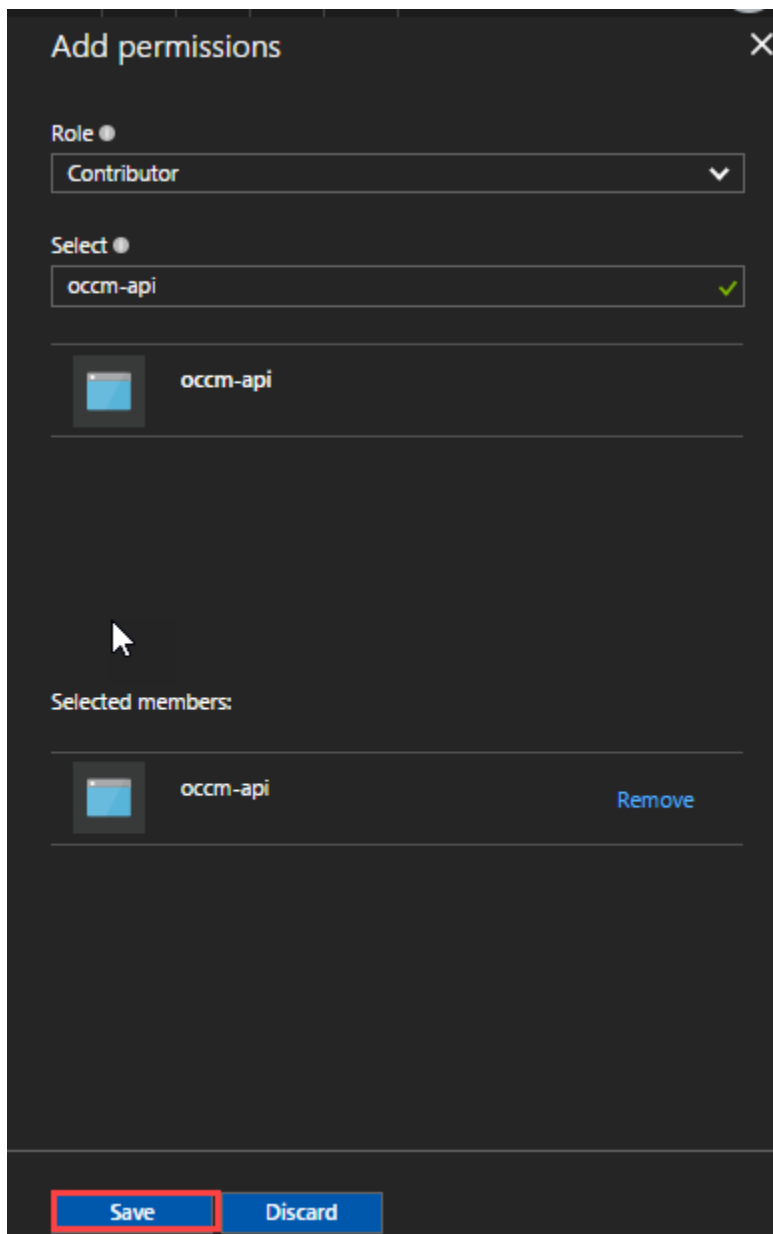 Add permissions
Role
Contributor
Select
occm-api
occm-api
Selected members:
occm-api
Remove
Save
Discard